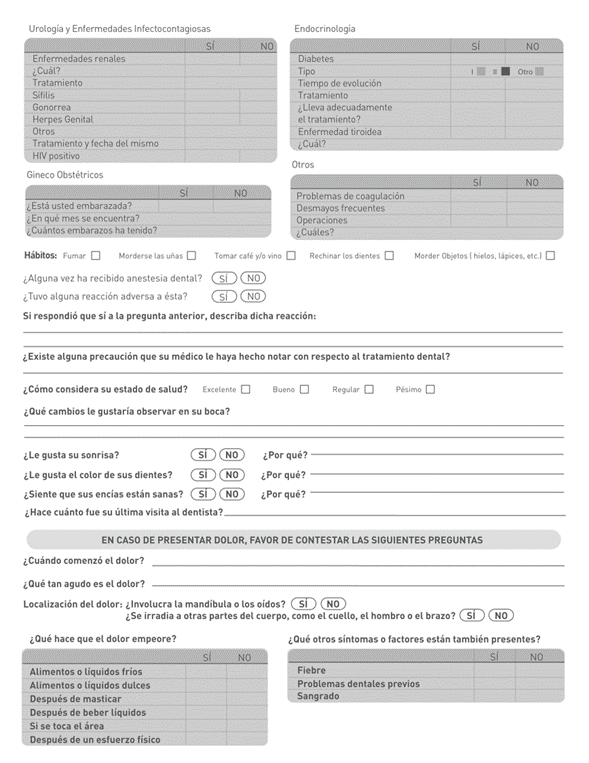 Urología y Enfermedades Infectocontagiosas
SÍ NO
Enfermedades renales
¿Cuál?
Tratamiento
Sífilis
Gonorrea
Herpes Genital
Otros
Tratamiento y fecha del mismo
HIV positivo
Endocrinologia
SÍ NO
Diabetes
Tipo I II Otro
Tiempo de evolución
Tratamiento
¿Lleva adecuadamente
el tratamiento?
Enfermedad tiroidea
¿Cuál?
Gineco Obstétricos
SÍ NO
¿Está usted embarazada?
¿En qué mes se encuentra?
¿Cuántos embarazos ha tenido?
Otros
SÍ NO
Problemas de coagulación
Desmayos frecuentes
Operaciones
¿Cuáles?
Hábitos: Fumar Morderse las uñas Tomar café y/o vino Rechinar los dientes Morder Objetos ( hielos, lápices, etc.)
¿Alguna vez ha recibido anestesia dental? SÍ NO
¿Tuvo alguna reacción adversa a ésta? SÍ NO
Si respondió que sí a la pregunta anterior, describa dicha reacción:
¿Existe alguna precaución que su médico le haya hecho notar con respecto al tratamiento dental?
¿Cómo considera su estado de salud? Excelente Bueno Regular Pésimo
¿Qué cambios le gustaría observar en su boca?
¿Le gusta su sonrisa? SÍ NO ¿Por qué?
¿Le gusta el color de sus dientes? SÍ NO ¿Por qué?
¿Siente que sus encías están sanas? SÍ NO ¿Por qué?
¿Hace cuánto fue su última visita al dentista?
EN CASO DE PRESENTAR DOLOR, FAVOR DE CONTESTAR LAS SIGUIENTES PREGUNTAS
¿Cuándo comenzó el dolor?
¿Qué tan agudo es el dolor?
Localización del dolor: ¿Involucra la mandíbula o los oídos? SÍ NO
¿Se irradia a otras partes del cuerpo, como el cuello, el hombro o el brazo? SÍ NO
¿Qué hace que el dolor empeore?
SÍ NO
Alimentos o líquidos fríos
Alimentos o líquidos dulces
Después de masticar
Después de beber líquidos
Si se toca el área
Después de un esfuerzo físico
¿Qué otros síntomas o factores están también presentes?
SÍ NO
Fiebre
Problemas dentales previos
Sangrado